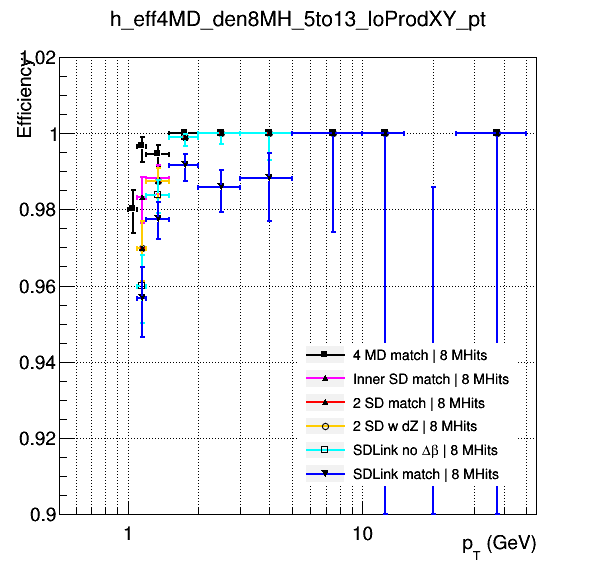 h_eff4MD_den8MH_5to13_loProdXY_pt
Efficiency
1.02
1
0.98
0.96
0.94
0.92
0.9
4 MD match | 8 MHits
Inner SD match | 8 MHits
2 SD match | 8 MHits
2 SD w dZ | 8 MHits
SDLink no Δβ | 8 MHits
SDLink match | 8 MHits
1
10
p_T (GeV)